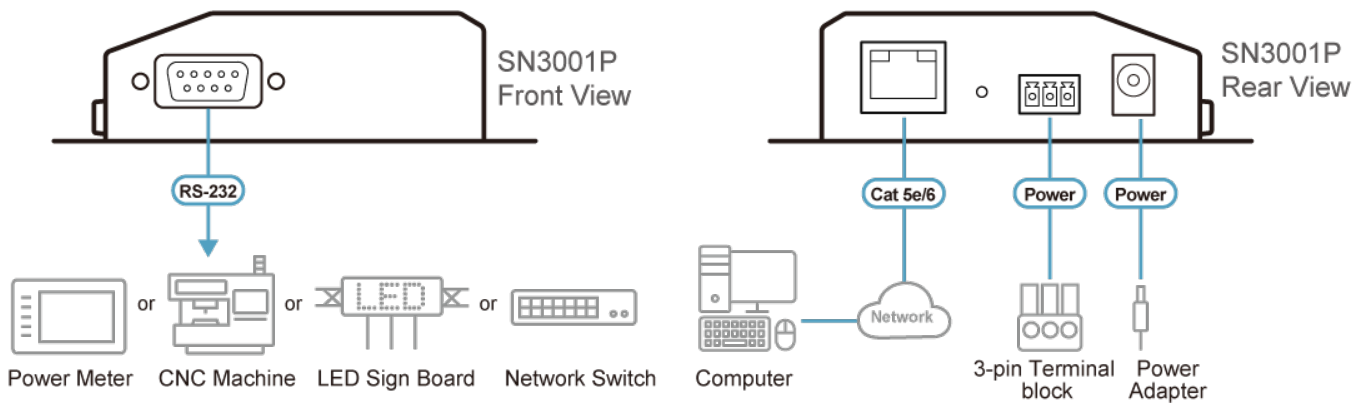 SN3001P
Front View
SN3001P
Rear View
RS-232
Cat 5e/6
Power
Power
or
or
LED
or
Network
Power Meter
CNC Machine
LED Sign Board
Network Switch
Computer
3-pin Terminal
block
Power
Adapter